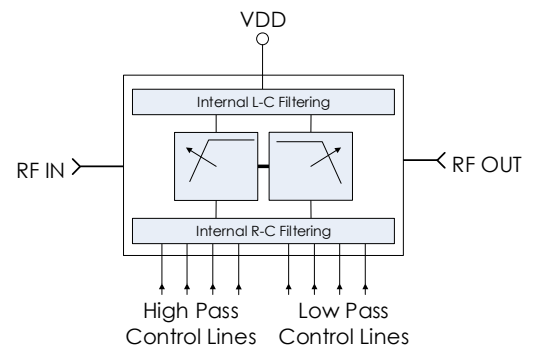 VDD
Internal L-C Filtering
RF IN
RF OUT
Internal R-C Filtering
High Pass
Control Lines
Low Pass
Control Lines